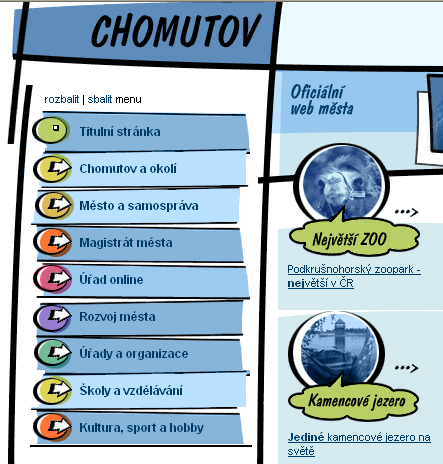 CHOMUTOV
Oficiální
web města
rozbalit | sbalit menu
Titulní stránka
Chomutov a okolí
Město a samospráva
Magistrát města
Úřad online
Rozvoj města
Úřady a organizace
Školy a vzdělávání
Kultura, sport a hobby
Největší ZOO
Podkrušnohorský zoopark -
největší v ČR
Kamencové jezero
Jediné kamencové jezero na
světě